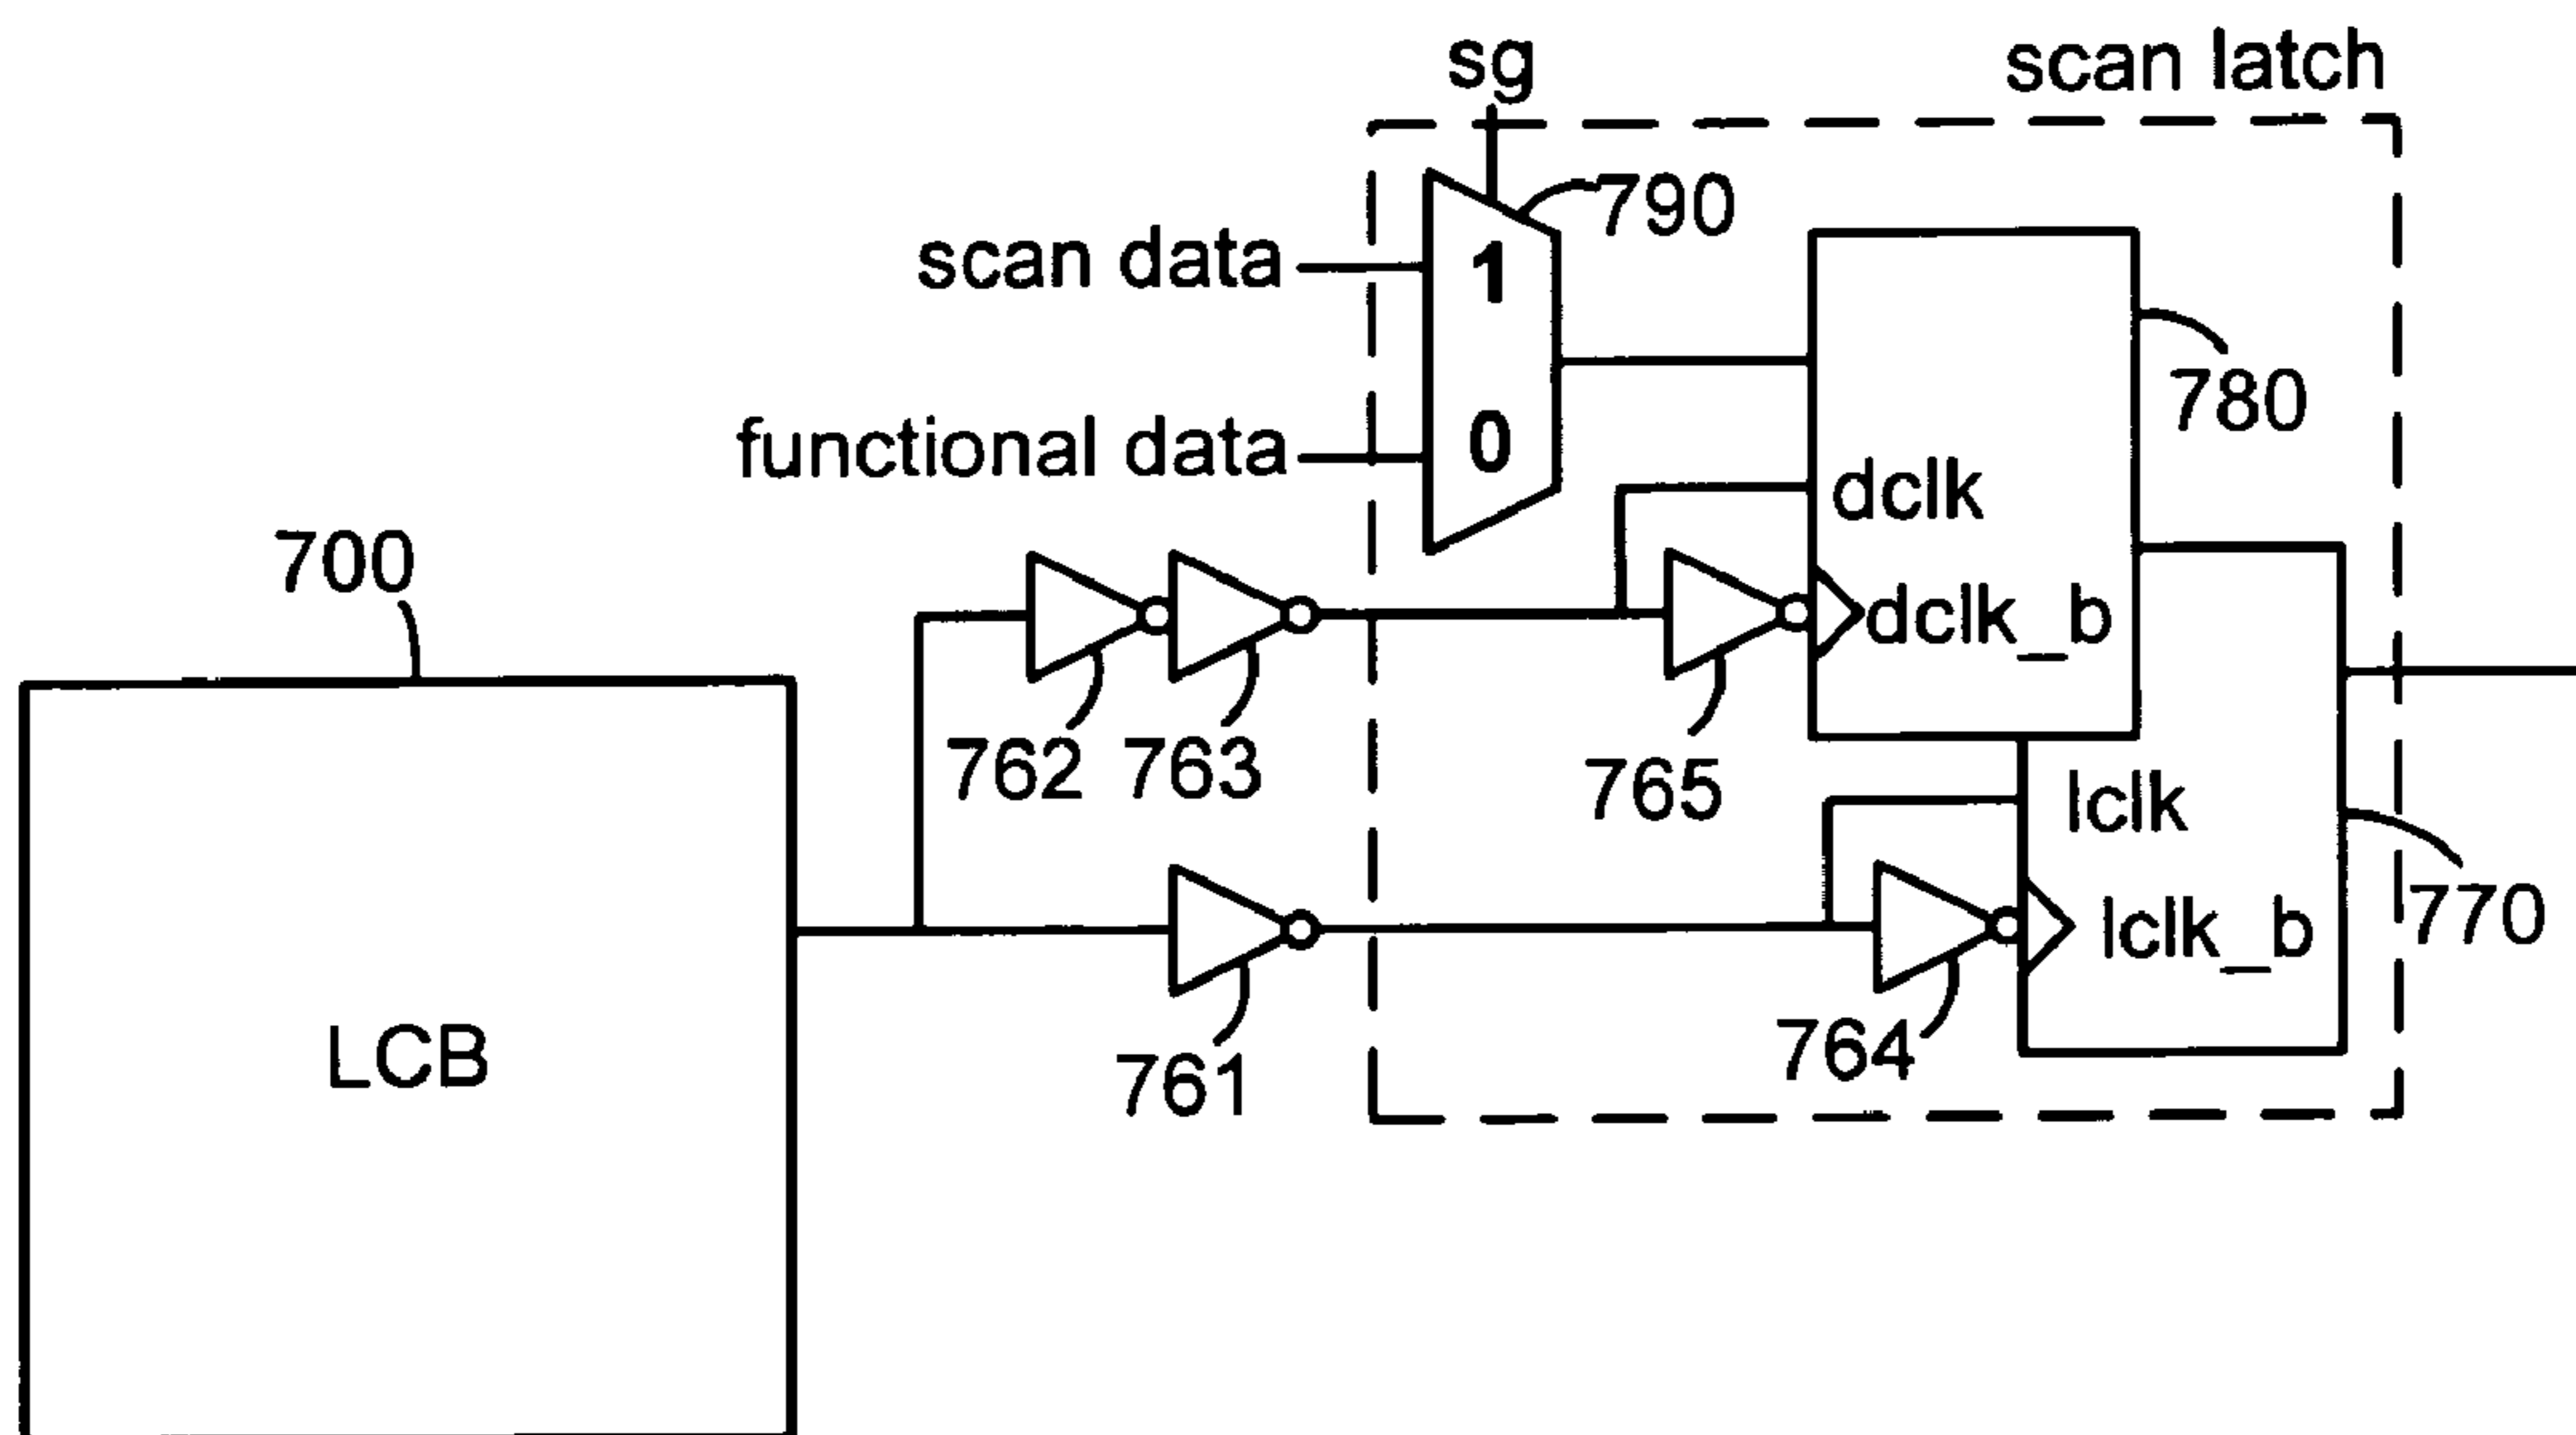 sg
scan latch
790
scan data
1
780
functional data
0
dclk
700
dclk_b
762
763
765
lclk
lclk_b
770
764
LCB
761